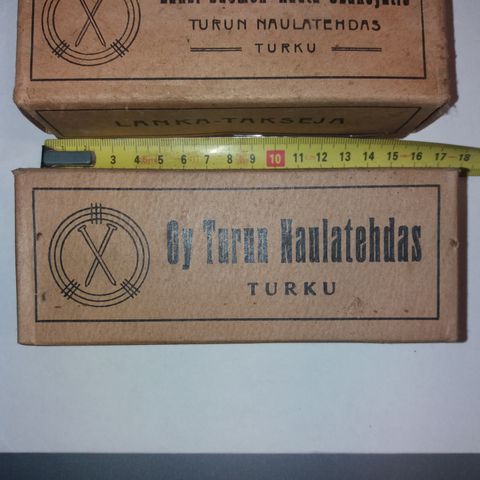 TURUN NAULATEHDAS
TURKU
LANKA-TAKSEJA
3 4 5 6 7 8 9 10 11 12 13 14 15 16 17 18
Oy Turun Naulatehdas
TURKU